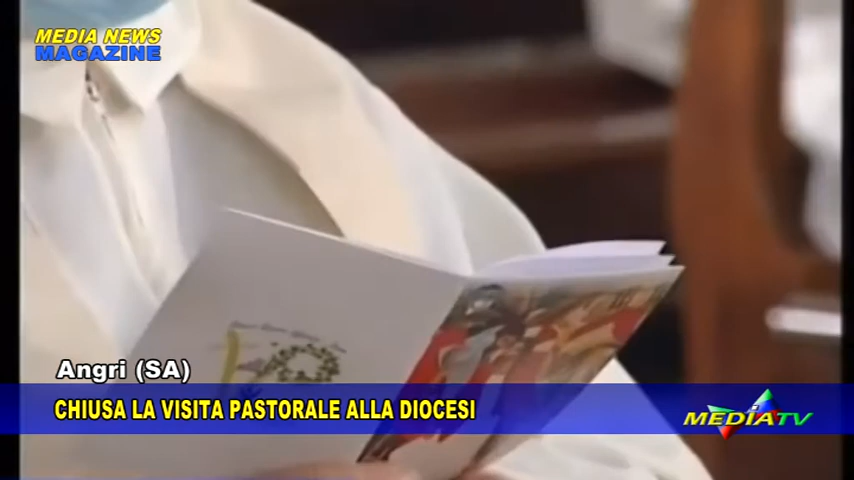 MEDIA NEWS
MAGAZINE
Angri (SA)
CHIUSA LA VISITA PASTORALE ALLA DIOCESI
MEDIATV